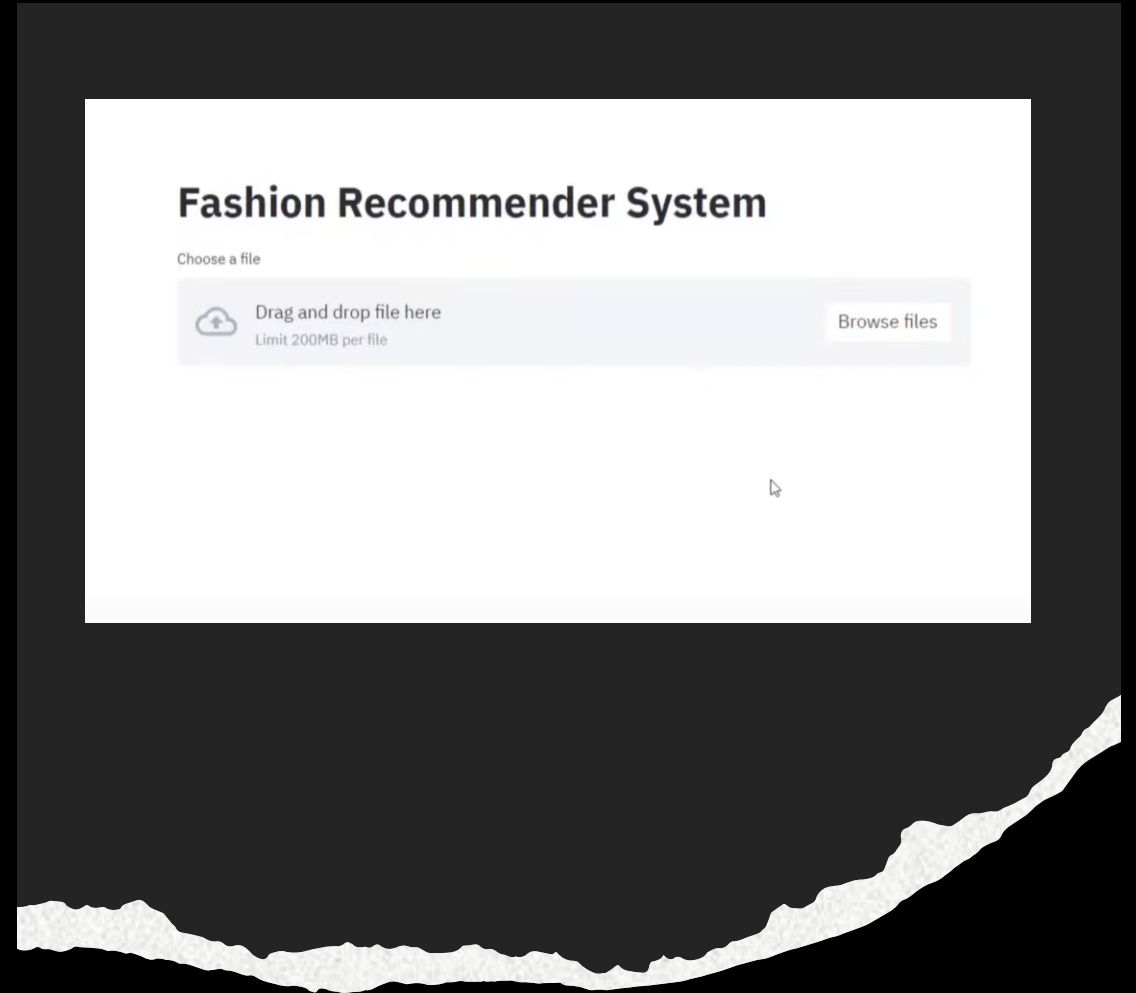 Fashion Recommender System
Choose a file
Drag and drop file here
Limit 200MB per file
Browse files